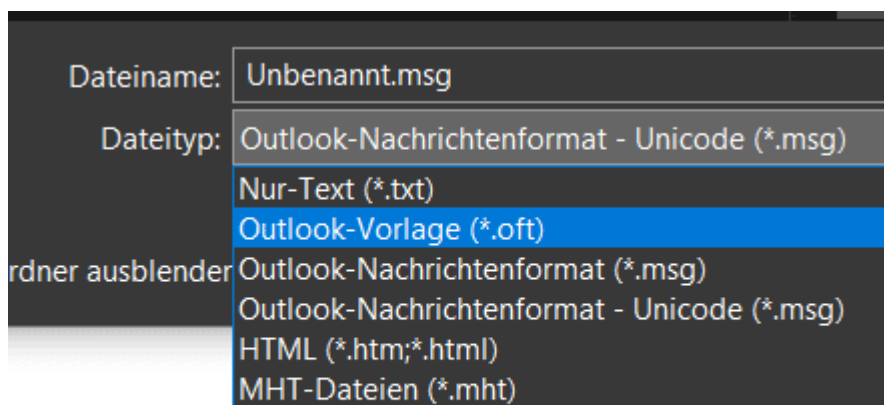 Dateiname: Unbenannt.msg
Dateityp: Outlook-Nachrichtenformat - Unicode (*.msg)
Nur-Text (*.txt)
Outlook-Vorlage (*.oft)
rdner ausblender Outlook-Nachrichtenformat (*.msg)
Outlook-Nachrichtenformat - Unicode (*.msg)
HTML (*.htm;*.html)
MHT-Dateien (*.mht)